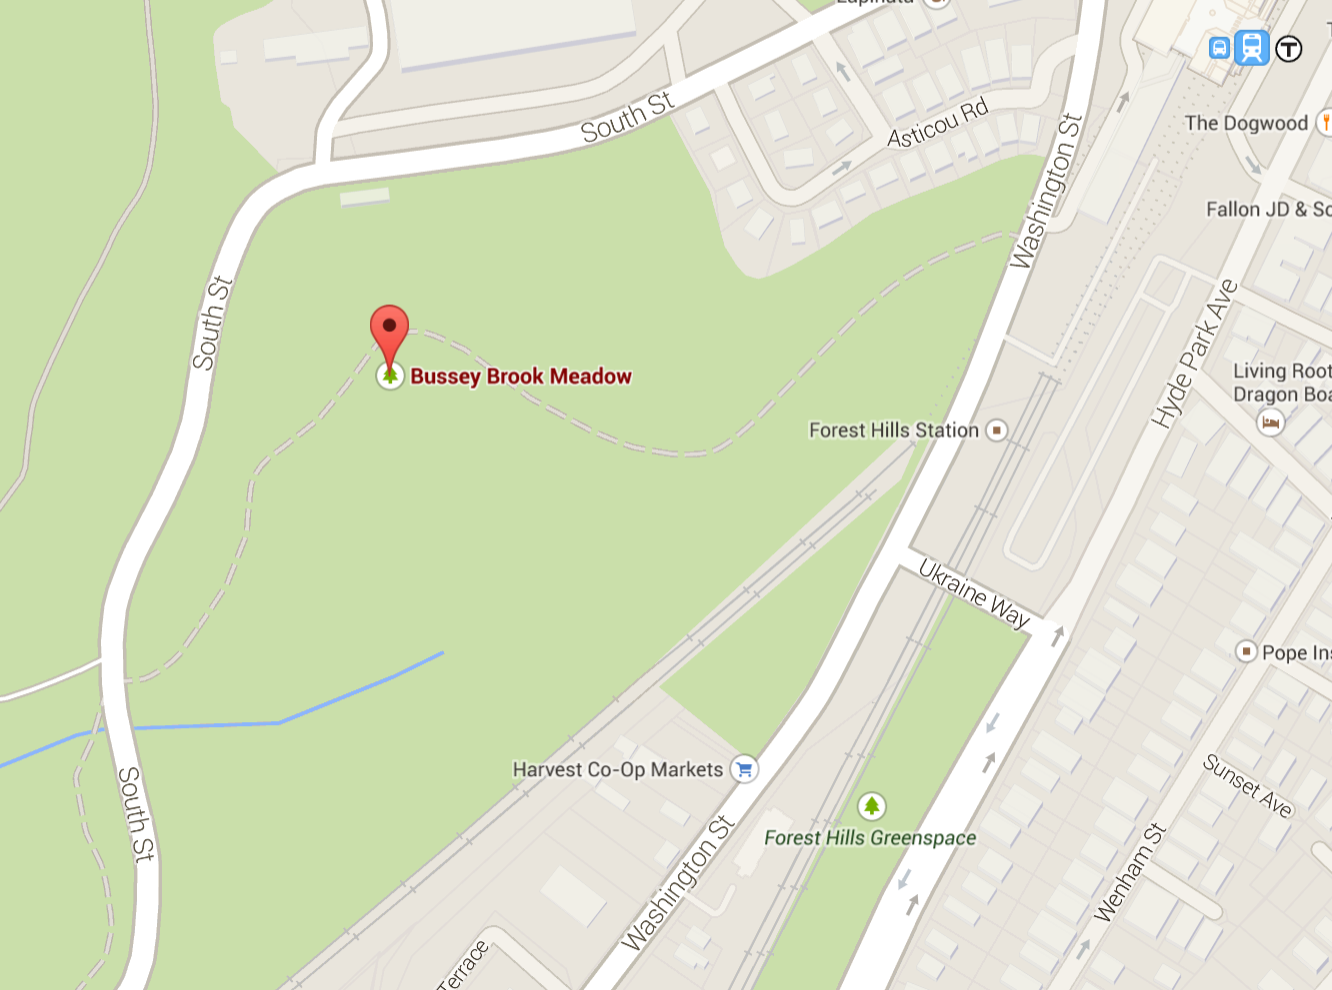 South St
Asticou Rd
Washington St
T
The Dogwood
Fallon JD & So
South St
Hyde Park Ave
Bussey Brook Meadow
Living Root
Dragon Boa
Forest Hills Station
Ukraine Way
Pope Ins
Harvest Co-Op Markets
South St
Sunset Ave
Forest Hills Greenspace
Washington St
Wenham St
Terrace